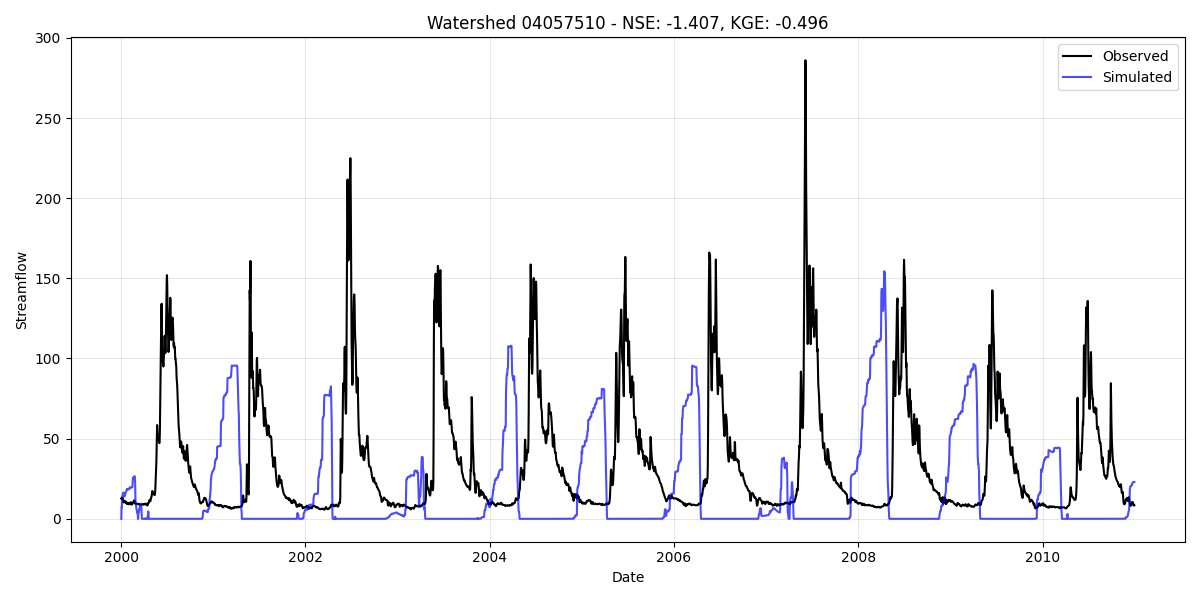 Watershed 04057510 - NSE: -1.407, KGE: -0.496
Observed
Simulated
Streamflow
300
250
200
150
100
50
0
2000 2002 2004 2006 2008 2010
Date